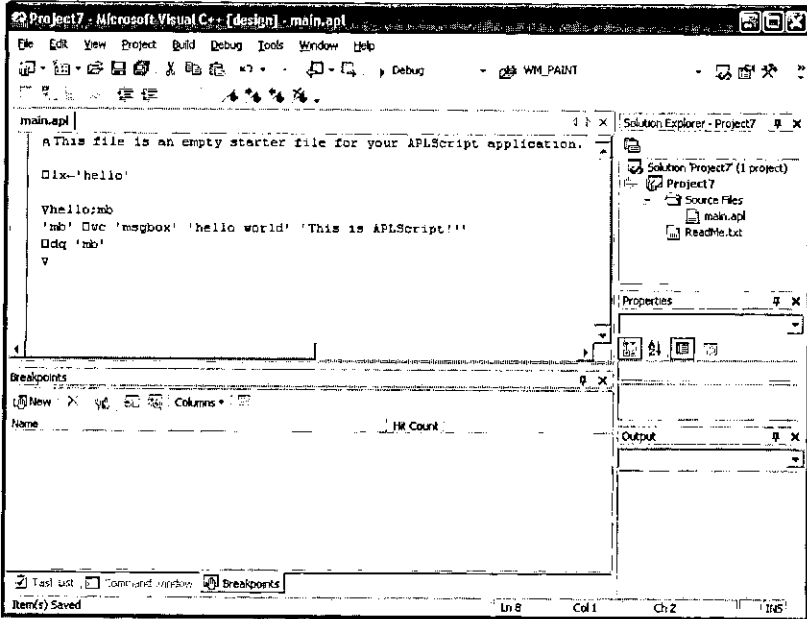 Project7 - Microsoft Visual C++ [design] - main.apl
File Edit View Project Build Debug Tools Window Help
Debug WM_PAINT
main.apl
⍝This file is an empty starter file for your APLScript application.
⎕lx←'hello'
∇hello;mb
'mb' ⎕wc 'msgbox' 'hello world' 'This is APLScript!''
⎕dq 'mb'
∇
Solution Explorer - Project7
Solution 'Project7' (1 project)
Project7
Source Files
main.apl
ReadMe.txt
Properties
Breakpoints
New Columns
Name Hit Count
Output
Task List Command Window Breakpoints
Item(s) Saved Ln 8 Col 1 Ch 2 INS